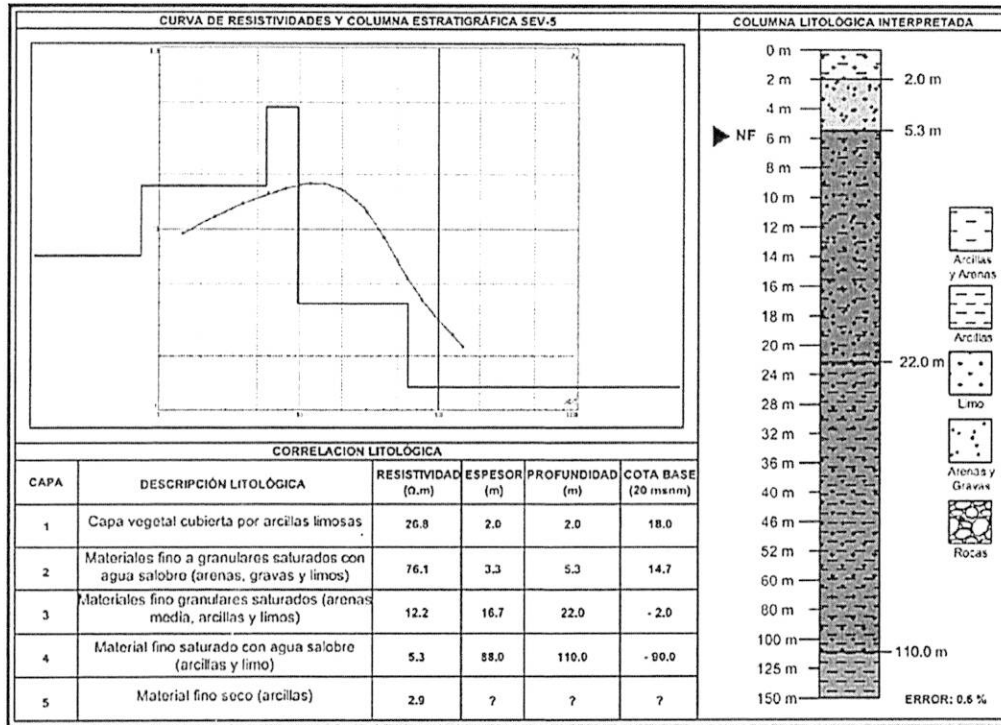 CURVA DE RESISTIVIDADES Y COLUMNA ESTRATIGRÁFICA SEV-5
COLUMNA LITOLÓGICA INTERPRETADA
0 m
2 m
4 m
6 m
8 m
10 m
12 m
14 m
16 m
18 m
20 m
24 m
28 m
32 m
36 m
40 m
46 m
52 m
60 m
80 m
100 m
125 m
150 m
NF
2.0 m
5.3 m
22.0 m
110.0 m
Arcillas
y Arenas
Arcillas
Limo
Arenas y
Gravas
Rocas
ERROR: 0.6 %
CORRELACION LITOLÓGICA
CAPA DESCRIPCIÓN LITOLÓGICA RESISTIVIDAD (Ω.m) ESPESOR (m) PROFUNDIDAD (m) COTA BASE (20 msnm)
1 Capa vegetal cubierta por arcillas limosas 26.8 2.0 2.0 18.0
2 Materiales fino a granulares saturados con
agua salobre (arenas, gravas y limos) 76.1 3.3 5.3 14.7
3 Materiales fino granulares saturados (arenas
media, arcillas y limos) 12.2 16.7 22.0 - 2.0
4 Material fino saturado con agua salobre
(arcillas y limo) 5.3 88.0 110.0 - 90.0
5 Material fino seco (arcillas) 2.9 ? ? ?